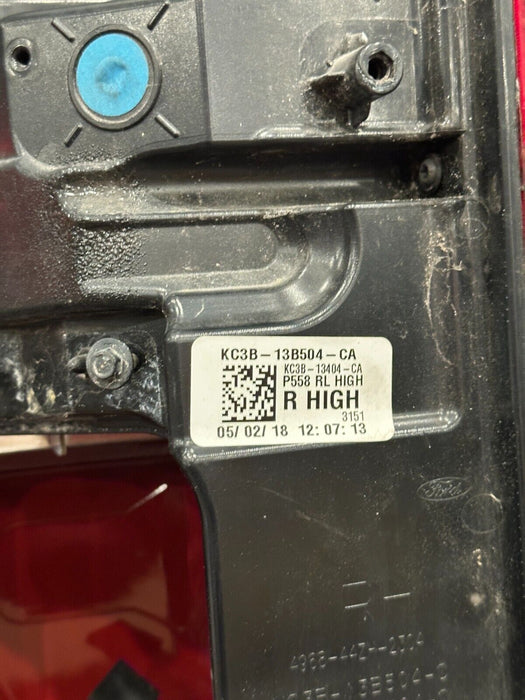 KC3B-13B504-CA
KC3B-13404-CA
P558 RL HIGH
R HIGH
3151
05/ 02/ 18 12: 07: 13
Ford